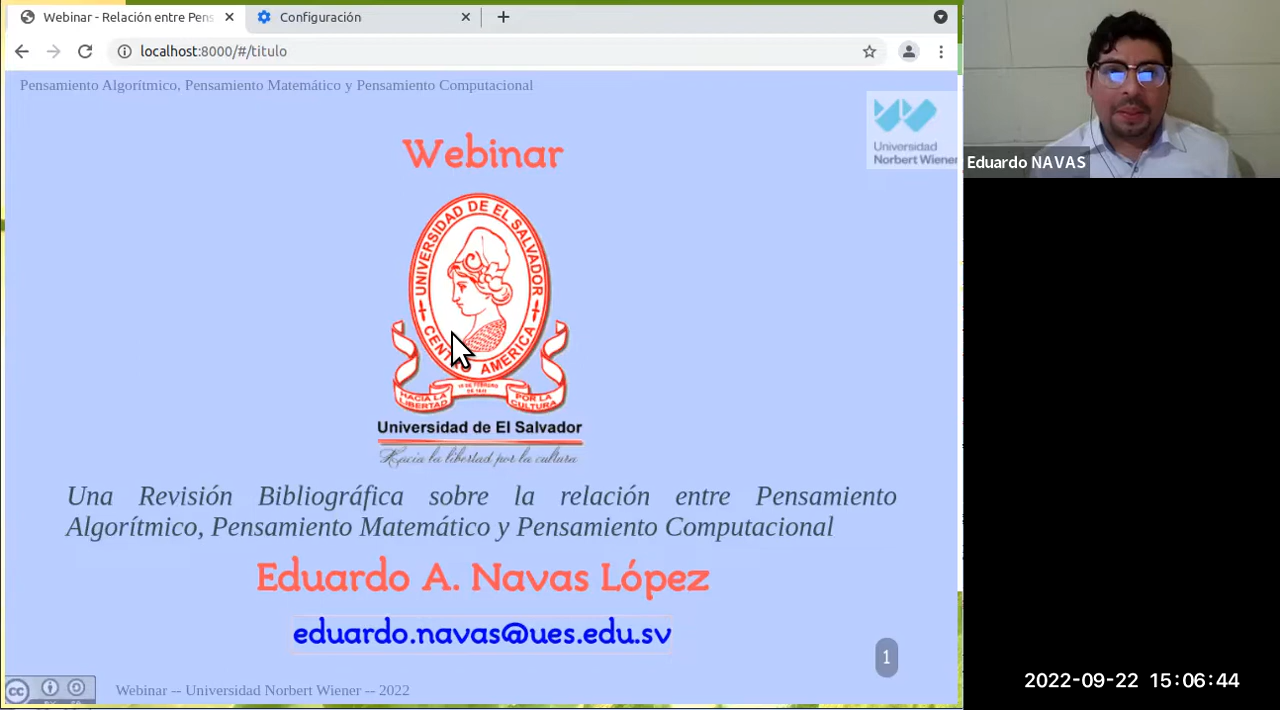 Webinar - Relación entre Pens
Configuración
localhost:8000/#/titulo
Pensamiento Algorítmico, Pensamiento Matemático y Pensamiento Computacional
Webinar
Universidad
Norbert Wiener
UNIVERSIDAD DE EL SALVADOR
CENTRO AMERICA
HACIA LA
LIBERTAD
POR LA
CULTURA
Universidad de El Salvador
Hacia la libertad por la cultura
Una Revisión Bibliográfica sobre la relación entre Pensamiento
Algorítmico, Pensamiento Matemático y Pensamiento Computacional
Eduardo A. Navas López
eduardo.navas@ues.edu.sv
1
cc
Webinar -- Universidad Norbert Wiener -- 2022
Eduardo NAVAS
2022-09-22 15:06:44